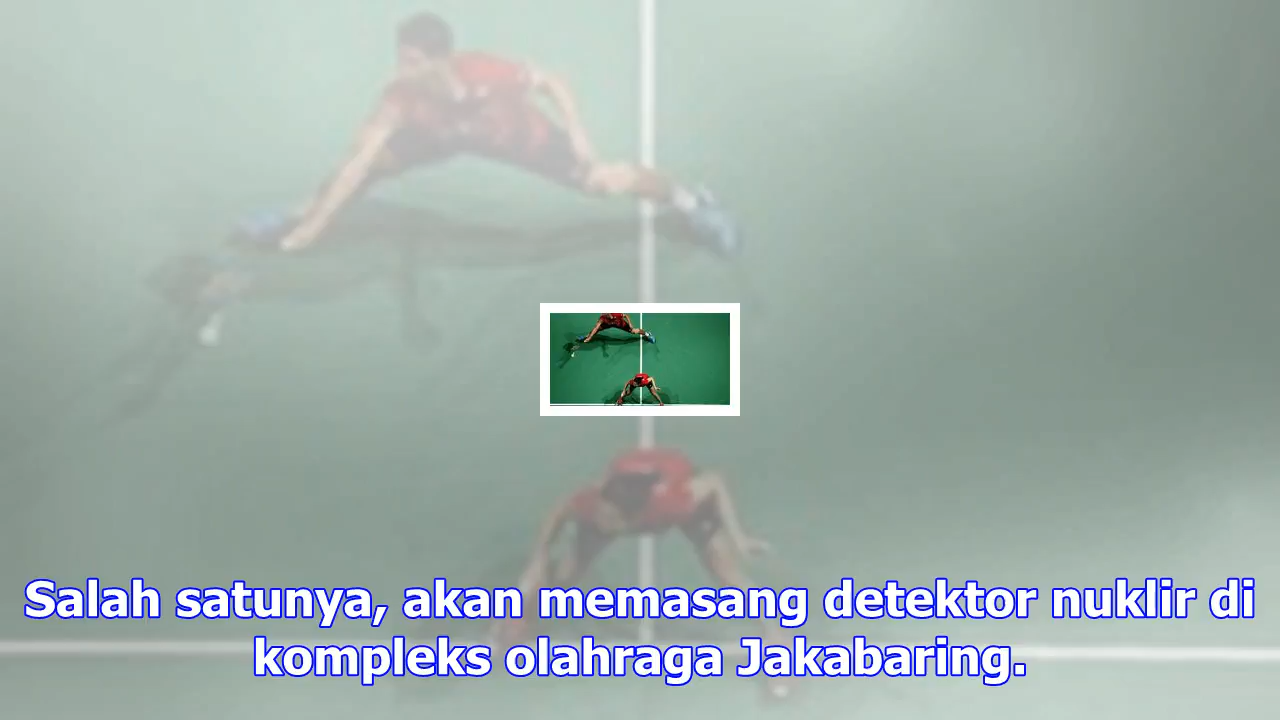 Salah satunya, akan memasang detektor nuklir di
kompleks olahraga Jakabaring.